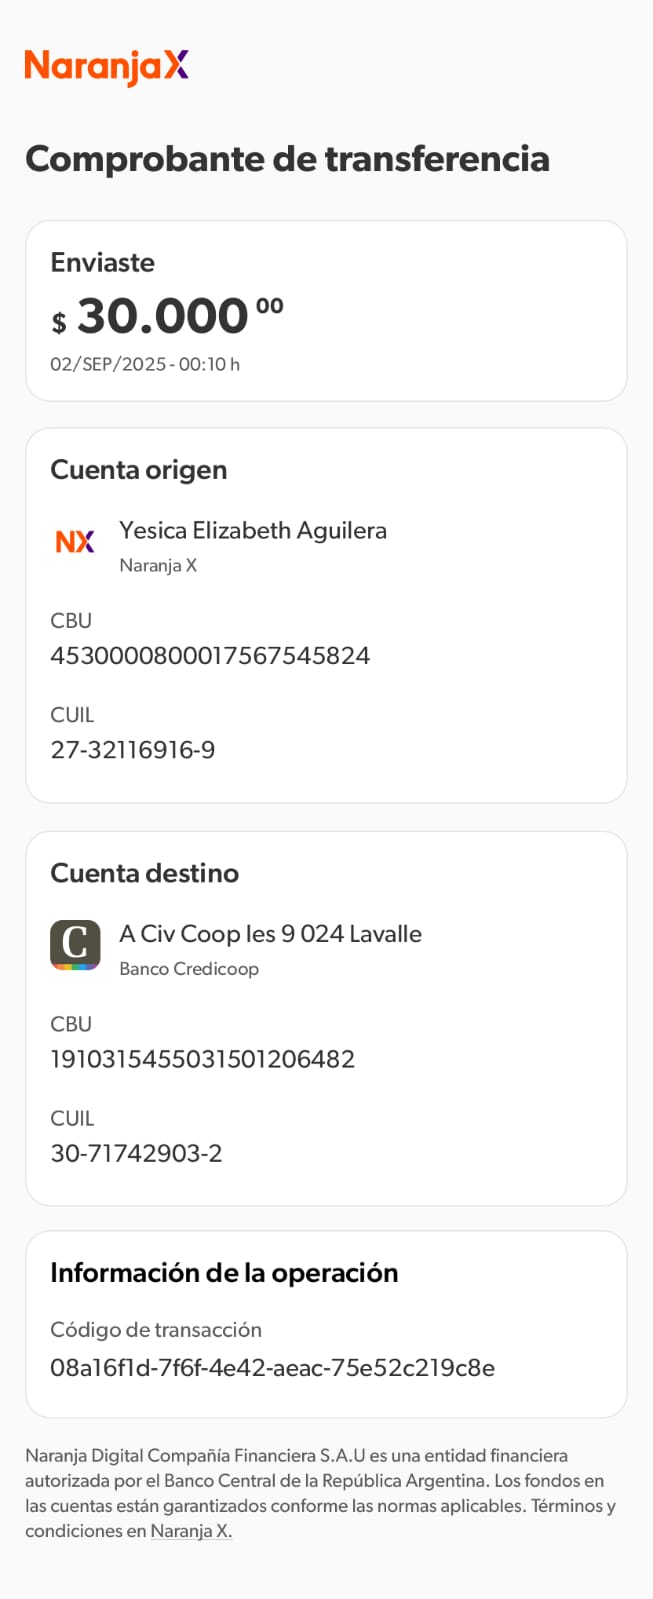 NaranjaX
Comprobante de transferencia
Enviaste
$ 30.000 00
02/SEP/2025 - 00:10 h
Cuenta origen
NX
Yesica Elizabeth Aguilera
Naranja X
CBU
4530000800017567545824
CUIL
27-32116916-9
Cuenta destino
C
A Civ Coop Ies 9 024 Lavalle
Banco Credicoop
CBU
1910315455031501206482
CUIL
30-71742903-2
Información de la operación
Código de transacción
08a16f1d-7f6f-4e42-aeac-75e52c219c8e
Naranja Digital Compañía Financiera S.A.U es una entidad financiera
autorizada por el Banco Central de la República Argentina. Los fondos en
las cuentas están garantizados conforme las normas aplicables. Términos y
condiciones en Naranja X.